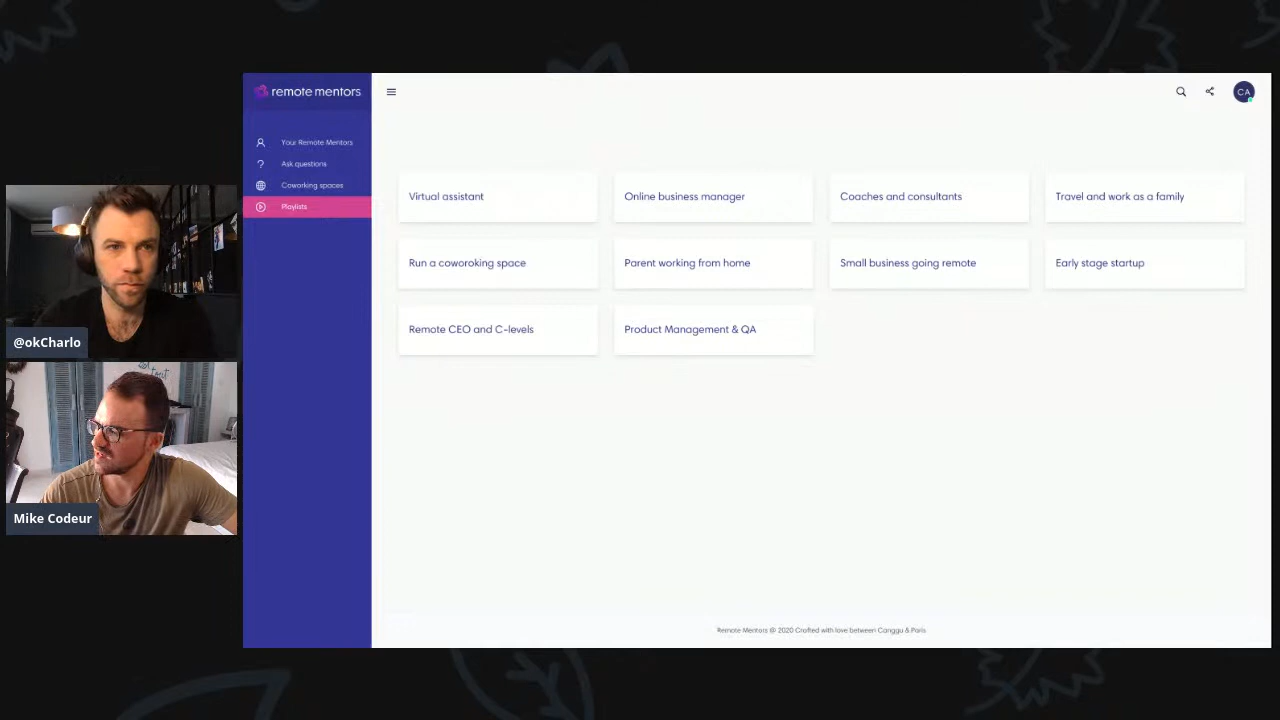 remote mentors
CA
Your Remote Mentors
Ask questions
Coworking spaces
Playlists
Virtual assistant
Online business manager
Coaches and consultants
Travel and work as a family
Run a coworoking space
Parent working from home
Small business going remote
Early stage startup
Remote CEO and C-levels
Product Management & QA
@okCharlo
Mike Codeur
Remote Mentors @ 2020 Crafted with love between Canggu & Paris